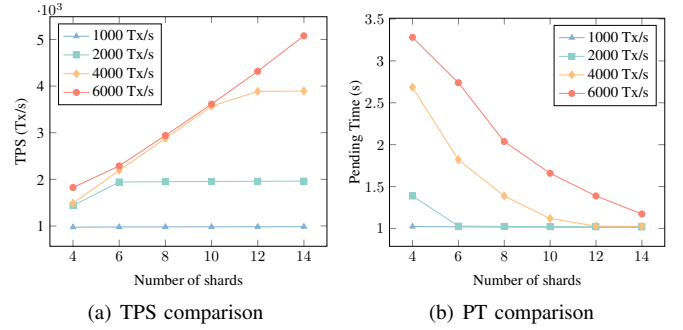 ·10³
5
4
3
2
1
4 6 8 10 12 14
TPS (Tx/s)
Number of shards
1000 Tx/s
2000 Tx/s
4000 Tx/s
6000 Tx/s
(a) TPS comparison
3.5
3
2.5
2
1.5
1
4 6 8 10 12 14
Pending Time (s)
Number of shards
1000 Tx/s
2000 Tx/s
4000 Tx/s
6000 Tx/s
(b) PT comparison